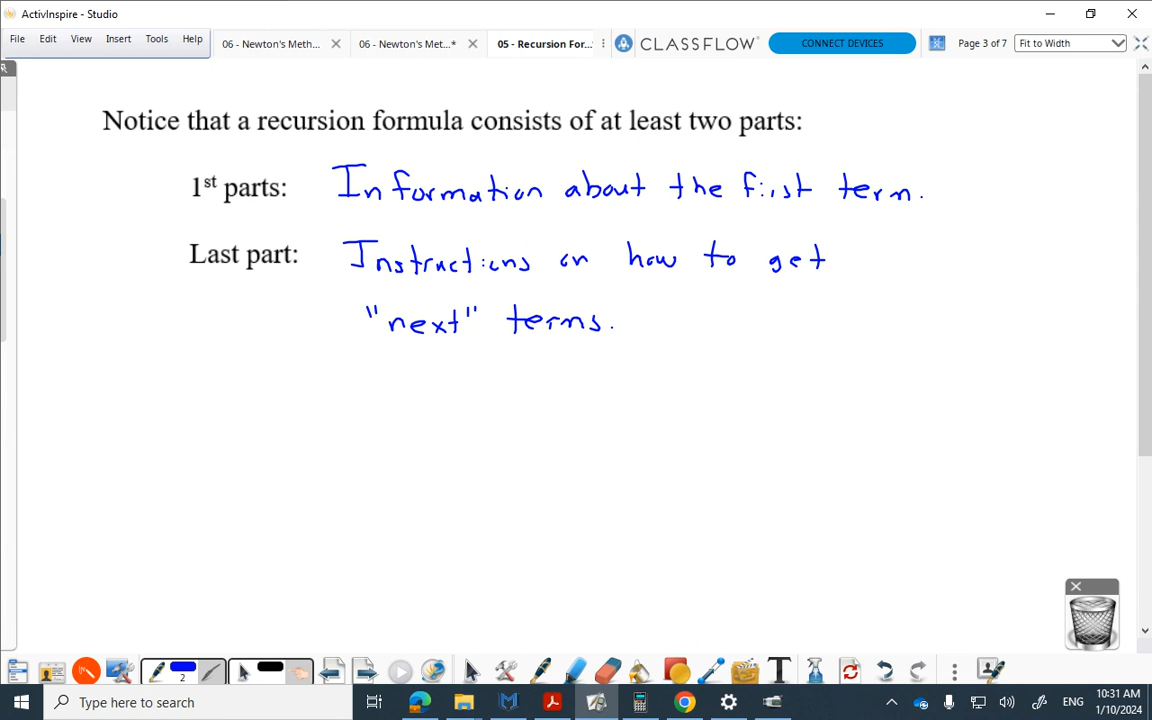 ActivInspire - Studio
File Edit View Insert Tools Help
06 - Newton's Meth... 06 - Newton's Met...* 05 - Recursion For... CLASSFLOW CONNECT DEVICES Page 3 of 7 Fit to Width
Notice that a recursion formula consists of at least two parts:
1st parts: Information about the first term.
Last part: Instructions on how to get
"next" terms.
2
Type here to search
ENG
10:31 AM
1/10/2024